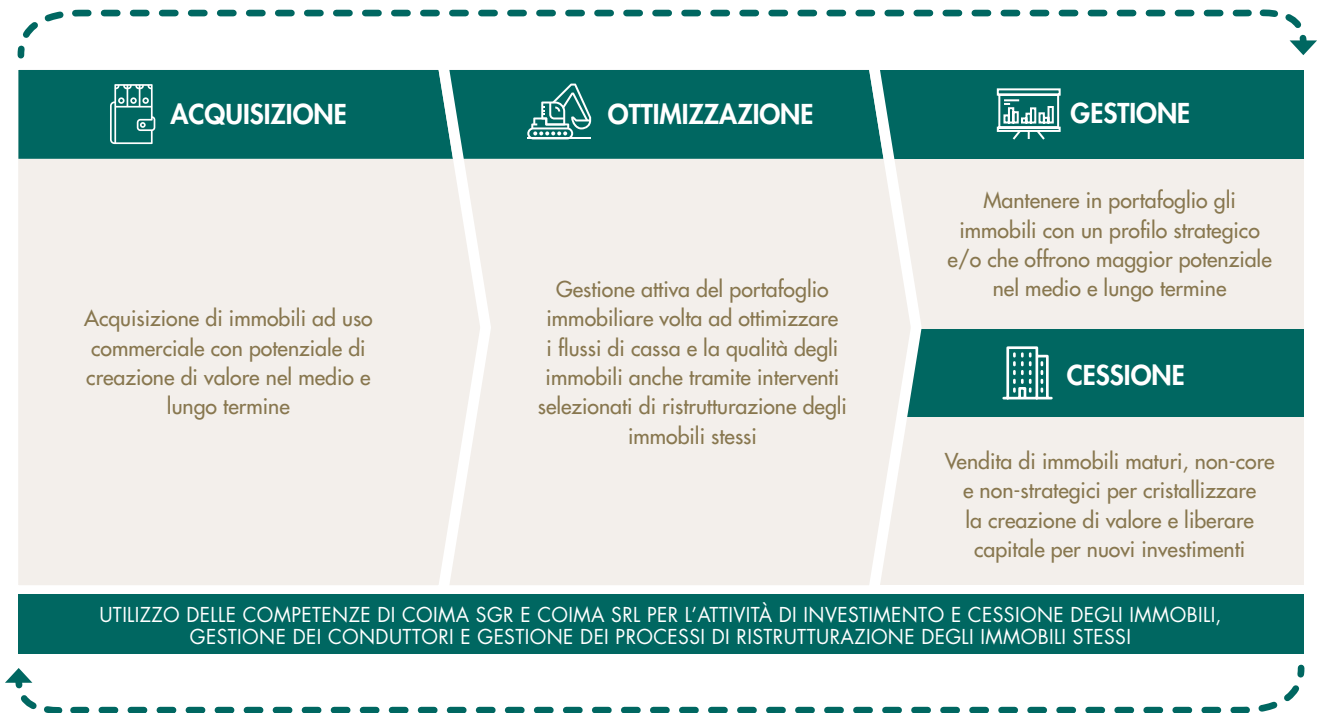 ACQUISIZIONE
Acquisizione di immobili ad uso
commerciale con potenziale di
creazione di valore nel medio e
lungo termine
OTTIMIZZAZIONE
Gestione attiva del portafoglio
immobiliare volta ad ottimizzare
i flussi di cassa e la qualità degli
immobili anche tramite interventi
selezionati di ristrutturazione degli
immobili stessi
GESTIONE
Mantenere in portafoglio gli
immobili con un profilo strategico
e/o che offrono maggior potenziale
nel medio e lungo termine
CESSIONE
Vendita di immobili maturi, non-core
e non-strategici per cristallizzare
la creazione di valore e liberare
capitale per nuovi investimenti
UTILIZZO DELLE COMPETENZE DI COIMA SGR E COIMA SRL PER L’ATTIVITÀ DI INVESTIMENTO E CESSIONE DEGLI IMMOBILI,
GESTIONE DEI CONDUTTORI E GESTIONE DEI PROCESSI DI RISTRUTTURAZIONE DEGLI IMMOBILI STESSI